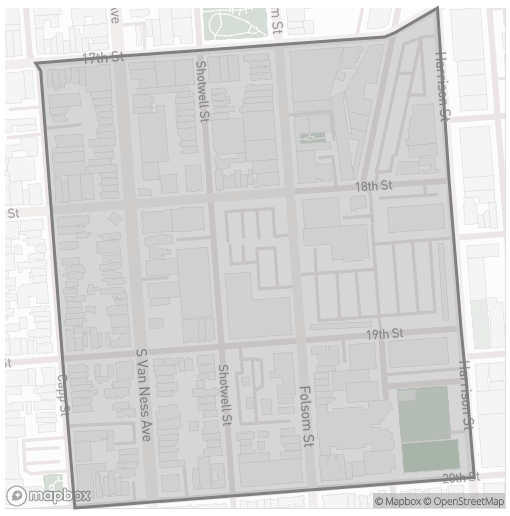 Ave
m St
17th St
Shotwell St
Harrison St
18th St
St
19th St
St
S Van Ness Ave
Capp St
Shotwell St
Folsom St
Harrison St
20th St
mapbox
© Mapbox © OpenStreetMap